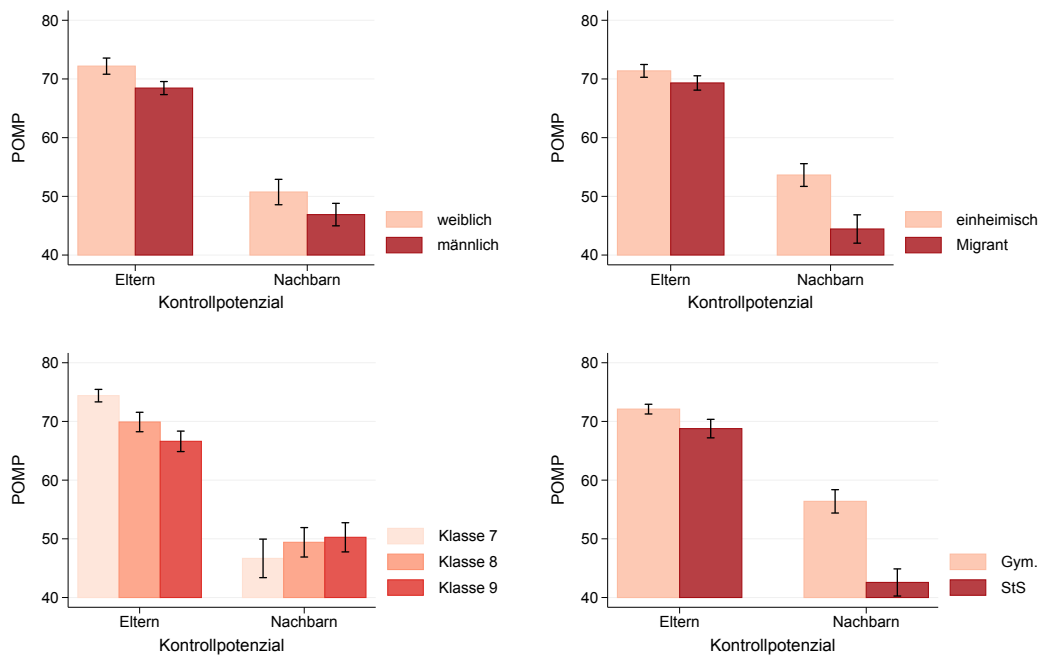 80
70
60
50
40
POMP
Eltern
Nachbarn
Kontrollpotenzial
weiblich
männlich
80
70
60
50
40
POMP
Eltern
Nachbarn
Kontrollpotenzial
einheimisch
Migrant
80
70
60
50
40
POMP
Eltern
Nachbarn
Kontrollpotenzial
Klasse 7
Klasse 8
Klasse 9
80
70
60
50
40
POMP
Eltern
Nachbarn
Kontrollpotenzial
Gym.
StS